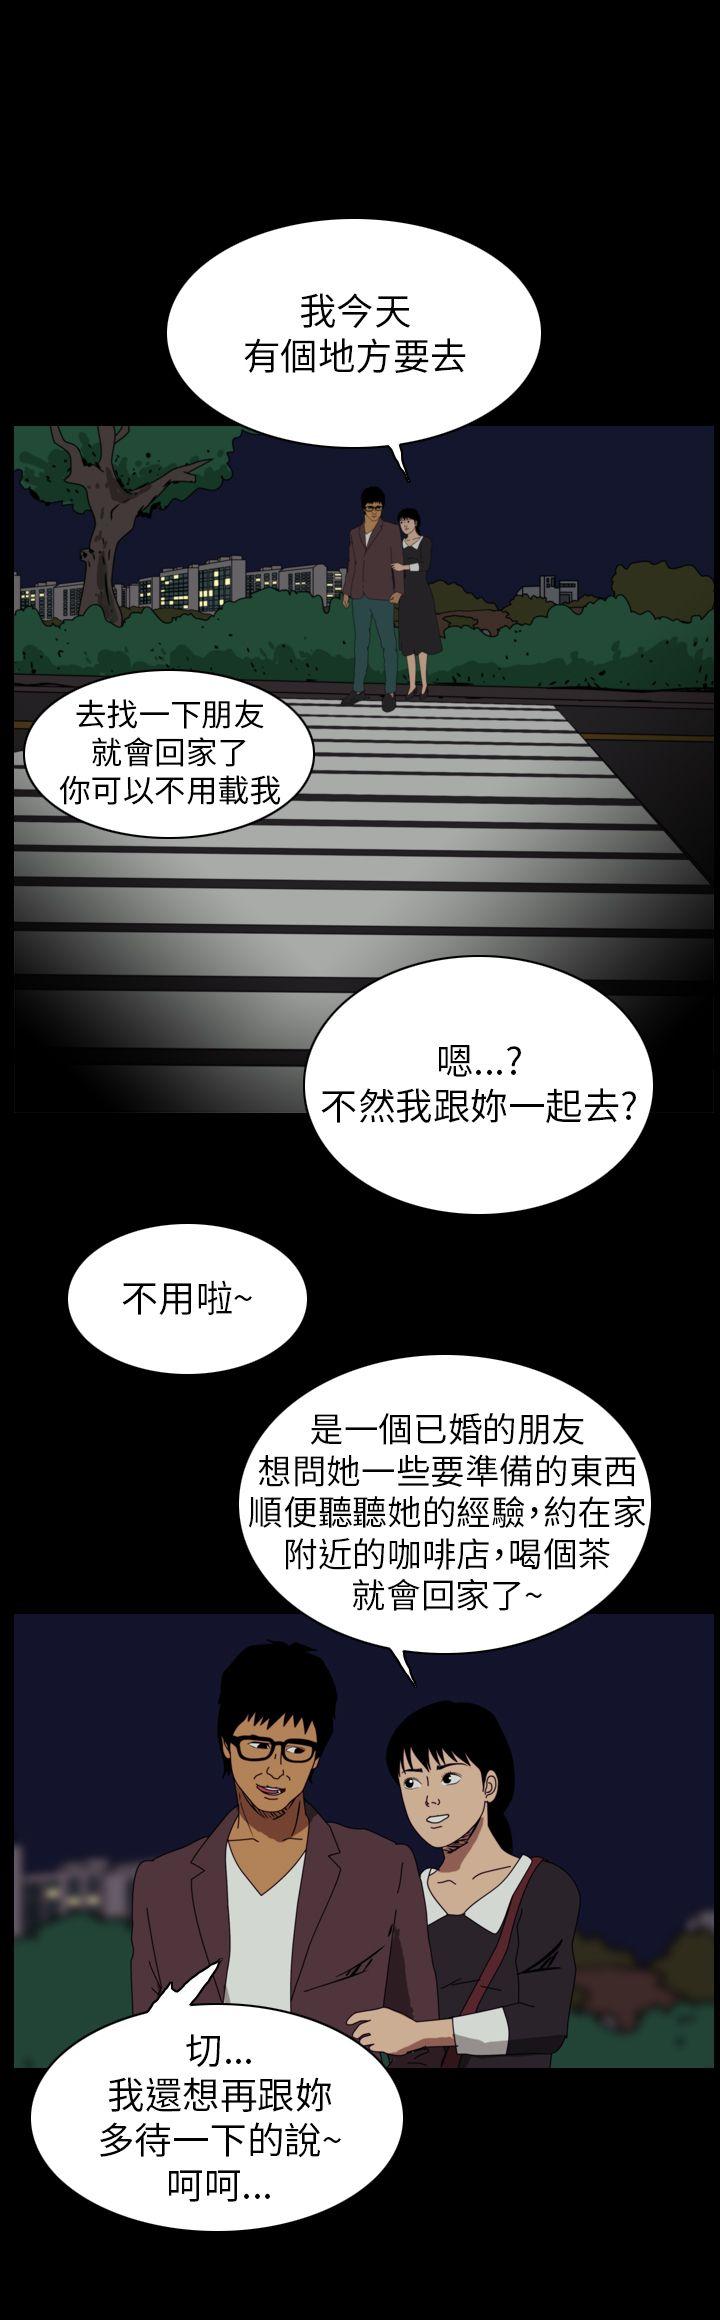 我今天
有個地方要去
去找一下朋友
就會回家了
你可以不用載我
嗯...?
不然我跟妳一起去?
不用啦~
是一個已婚的朋友
想問她一些要準備的東西
順便聽聽她的經驗,約在家
附近的咖啡店,喝個茶
就會回家了~
切...
我還想再跟妳
多待一下的說~
呵呵...